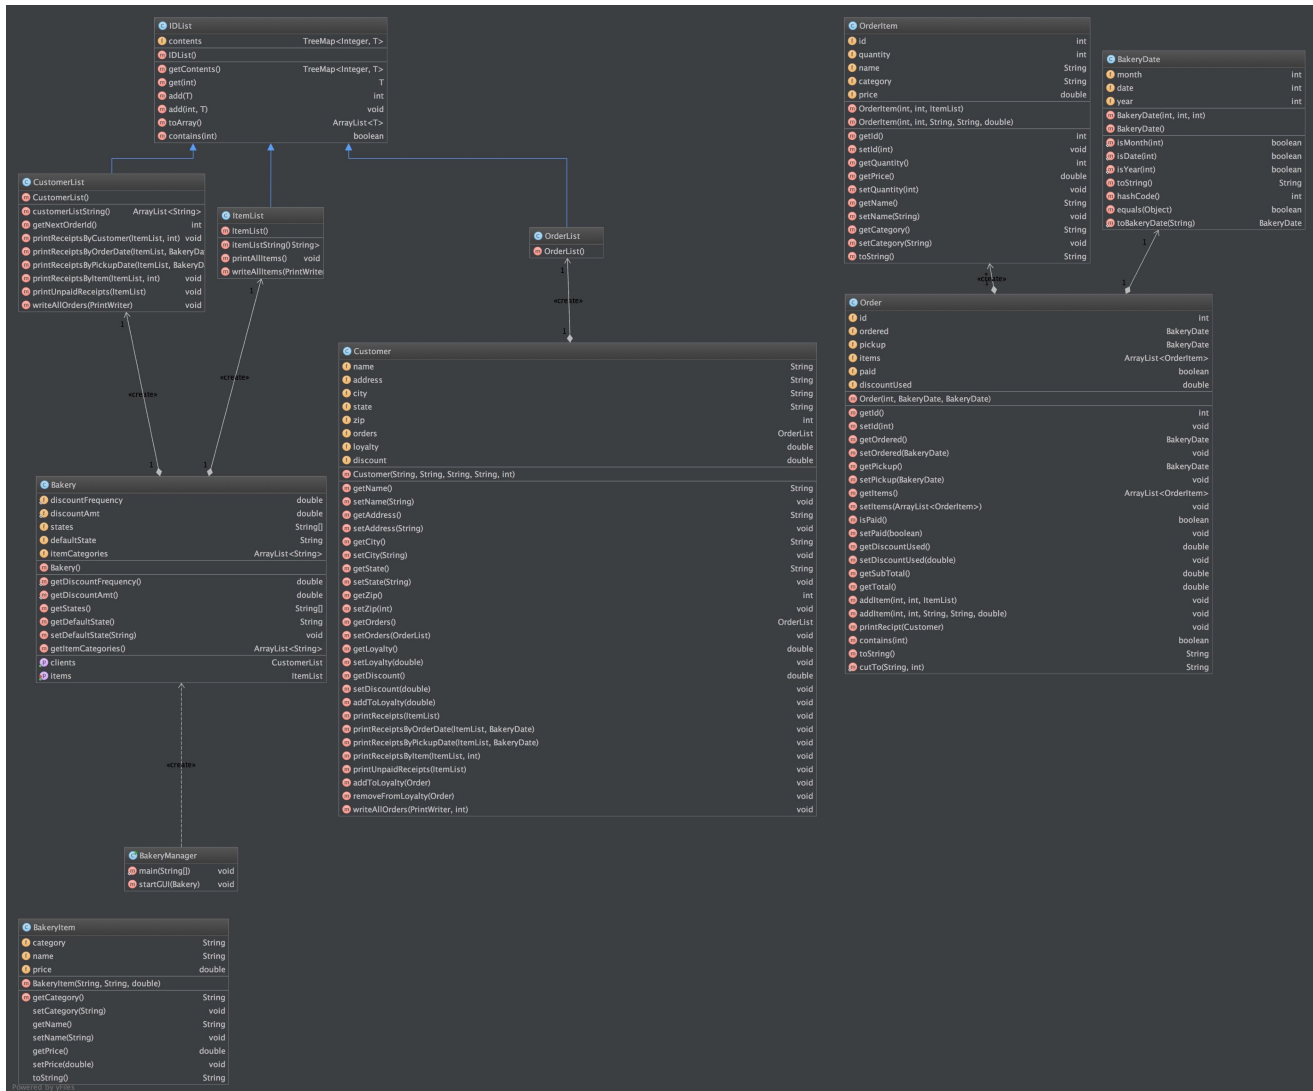 IDList
contents TreeMap<Integer, T>
IDList()
getContents() TreeMap<Integer, T>
get(int) T
add(T) int
add(int, T) void
toArray() ArrayList<T>
contains(int) boolean
CustomerList
CustomerList()
customerListString() ArrayList<String>
getNextOrderId() int
printReceiptsByCustomer(ItemList, int) void
printReceiptsByOrderDate(ItemList, BakeryDa
printReceiptsByPickupDate(ItemList, BakeryD
printReceiptsByItem(ItemList, int) void
printUnpaidReceipts(ItemList) void
writeAllOrders(PrintWriter) void
ItemList
ItemList()
itemListString() String>
printAllItems() void
writeAllItems(PrintWrite
OrderList
OrderList()
OrderItem
id int
quantity int
name String
category String
price double
OrderItem(int, int, ItemList)
OrderItem(int, int, String, String, double)
getId() int
setId(int) void
getQuantity() int
getPrice() double
setQuantity(int) void
getName() String
setName(String) void
getCategory() String
setCategory(String) void
toString() String
BakeryDate
month int
date int
year int
BakeryDate(int, int, int)
BakeryDate()
isMonth(int) boolean
isDate(int) boolean
isYear(int) boolean
toString() String
hashCode() int
equals(Object) boolean
toBakeryDate(String) BakeryDate
1
1
«create»
1
1
«create»
1
1
«create»
1
1
«create»
1
1
Customer
name String
address String
city String
state String
zip int
orders OrderList
loyalty double
discount double
Customer(String, String, String, String, int)
getName() String
setName(String) void
getAddress() String
setAddress(String) void
getCity() String
setCity(String) void
getState() String
setState(String) void
getZip() int
setZip(int) void
getOrders() OrderList
setOrders(OrderList) void
getLoyalty() double
setLoyalty(double) void
getDiscount() double
setDiscount(double) void
addToLoyalty(double) void
printReceipts(ItemList) void
printReceiptsByOrderDate(ItemList, BakeryDate) void
printReceiptsByPickupDate(ItemList, BakeryDate) void
printReceiptsByItem(ItemList, int) void
printUnpaidReceipts(ItemList) void
addToLoyalty(Order) void
removeFromLoyalty(Order) void
writeAllOrders(PrintWriter, int) void
Order
id int
ordered BakeryDate
pickup BakeryDate
items ArrayList<OrderItem>
paid boolean
discountUsed double
Order(int, BakeryDate, BakeryDate)
getId() int
setId(int) void
getOrdered() BakeryDate
setOrdered(BakeryDate) void
getPickup() BakeryDate
setPickup(BakeryDate) void
getItems() ArrayList<OrderItem>
setItems(ArrayList<OrderItem>) void
isPaid() boolean
setPaid(boolean) void
getDiscountUsed() double
setDiscountUsed(double) void
getSubTotal() double
getTotal() double
addItem(int, int, ItemList) void
addItem(int, int, String, String, double) void
printRecipt(Customer) void
contains(int) boolean
toString() String
cutTo(String, int) String
Bakery
discountFrequency double
discountAmt double
states String[]
defaultState String
itemCategories ArrayList<String>
Bakery()
getDiscountFrequency() double
getDiscountAmt() double
getStates() String[]
getDefaultState() String
setDefaultState(String) void
getItemCategories() ArrayList<String>
clients CustomerList
items ItemList
«create»
BakeryManager
main(String[]) void
startGUI(Bakery) void
BakeryItem
category String
name String
price double
BakeryItem(String, String, double)
getCategory() String
setCategory(String) void
getName() String
setName(String) void
getPrice() double
setPrice(double) void
toString() String
Powered by yFiles